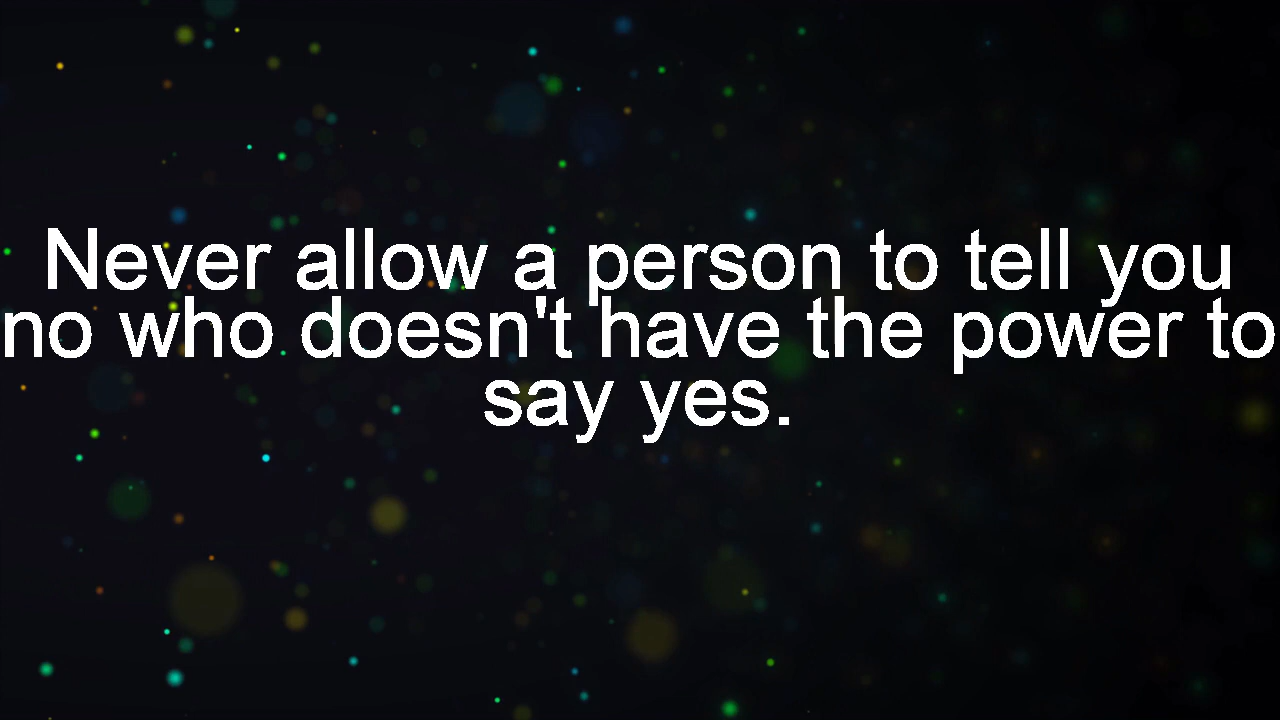 Never allow a person to tell you
no who doesn't have the power to
say yes.